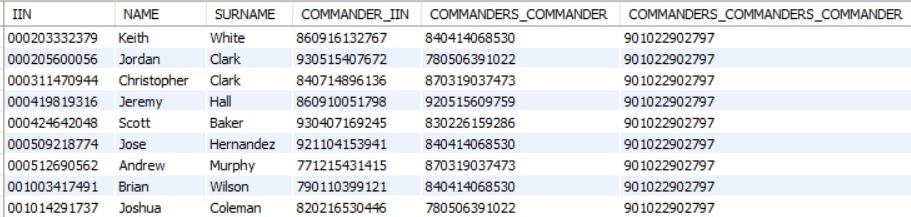 IIN NAME SURNAME COMMANDER_IIN COMMANDERS_COMMANDER COMMANDERS_COMMANDERS_COMMANDER
000203332379 Keith White 860916132767 840414068530 901022902797
000205600056 Jordan Clark 930515407672 780506391022 901022902797
000311470944 Christopher Clark 840714896136 870319037473 901022902797
000419819316 Jeremy Hall 860910051798 920515609759 901022902797
000424642048 Scott Baker 930407169245 830226159286 901022902797
000509218774 Jose Hernandez 921104153941 840414068530 901022902797
000512690562 Andrew Murphy 771215431415 870319037473 901022902797
001003417491 Brian Wilson 790110399121 840414068530 901022902797
001014291737 Joshua Coleman 820216530446 780506391022 901022902797